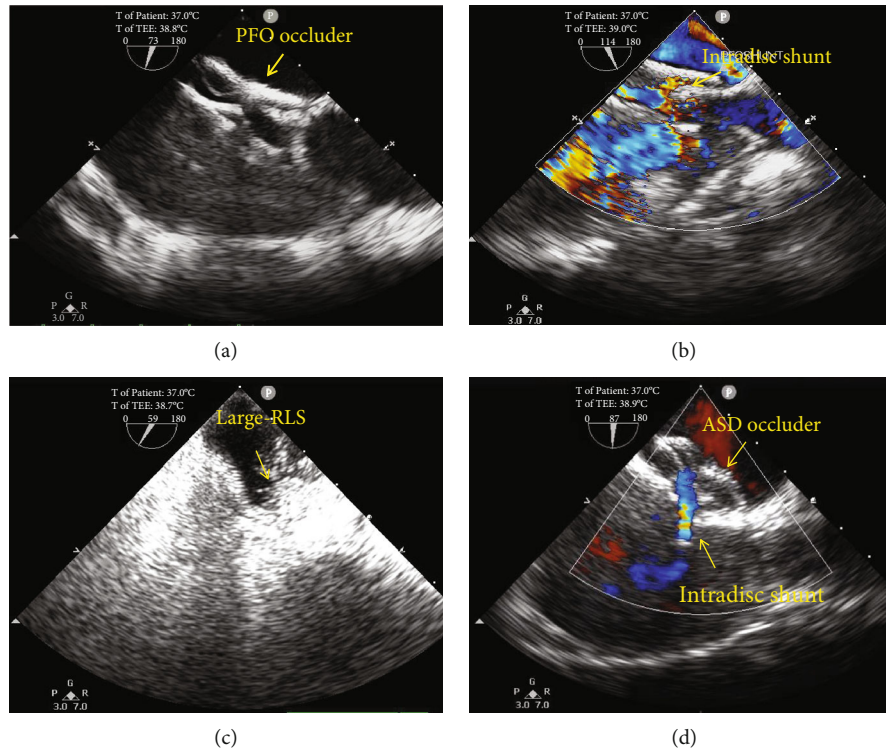 T of Patient: 37.0°C
T of TEE: 38.8°C
0 73 180
P
PFO occluder
G
P R
3.0 7.0
(a)
T of Patient: 37.0°C
T of TEE: 39.0°C
0 114 180
P
PFOSHUNT
Intradisc shunt
G
P R
3.0 7.0
(b)
T of Patient: 37.0°C
T of TEE: 38.7°C
0 59 180
P
Large-RLS
G
P R
3.0 7.0
(c)
T of Patient: 37.0°C
T of TEE: 38.9°C
0 87 180
P
ASD occluder
Intradisc shunt
G
P R
3.0 7.0
(d)